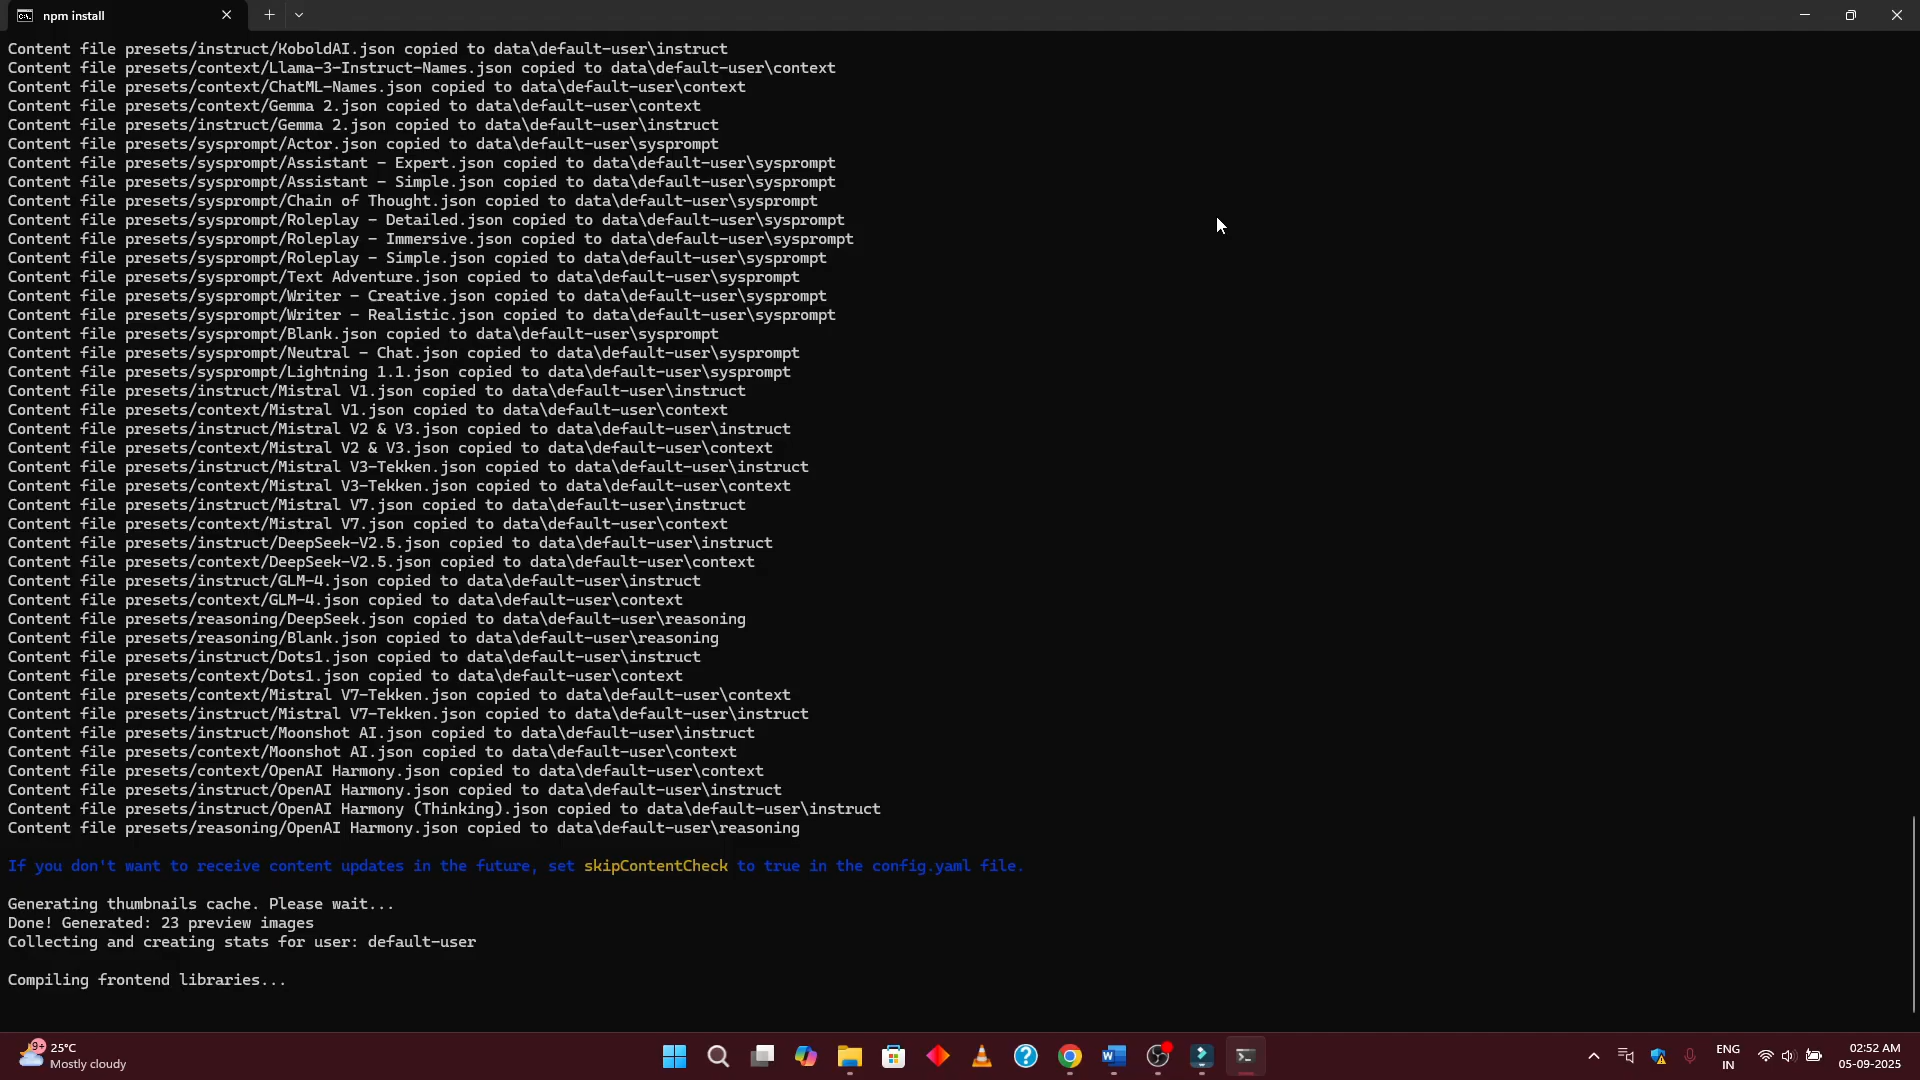 npm install
Content file presets/instruct/KoboldAI.json copied to data\default-user\instruct
Content file presets/context/Llama-3-Instruct-Names.json copied to data\default-user\context
Content file presets/context/ChatML-Names.json copied to data\default-user\context
Content file presets/context/Gemma 2.json copied to data\default-user\context
Content file presets/instruct/Gemma 2.json copied to data\default-user\instruct
Content file presets/sysprompt/Actor.json copied to data\default-user\sysprompt
Content file presets/sysprompt/Assistant - Expert.json copied to data\default-user\sysprompt
Content file presets/sysprompt/Assistant - Simple.json copied to data\default-user\sysprompt
Content file presets/sysprompt/Chain of Thought.json copied to data\default-user\sysprompt
Content file presets/sysprompt/Roleplay - Detailed.json copied to data\default-user\sysprompt
Content file presets/sysprompt/Roleplay - Immersive.json copied to data\default-user\sysprompt
Content file presets/sysprompt/Roleplay - Simple.json copied to data\default-user\sysprompt
Content file presets/sysprompt/Text Adventure.json copied to data\default-user\sysprompt
Content file presets/sysprompt/Writer - Creative.json copied to data\default-user\sysprompt
Content file presets/sysprompt/Writer - Realistic.json copied to data\default-user\sysprompt
Content file presets/sysprompt/Blank.json copied to data\default-user\sysprompt
Content file presets/sysprompt/Neutral - Chat.json copied to data\default-user\sysprompt
Content file presets/sysprompt/Lightning 1.1.json copied to data\default-user\sysprompt
Content file presets/instruct/Mistral V1.json copied to data\default-user\instruct
Content file presets/context/Mistral V1.json copied to data\default-user\context
Content file presets/instruct/Mistral V2 & V3.json copied to data\default-user\instruct
Content file presets/context/Mistral V2 & V3.json copied to data\default-user\context
Content file presets/instruct/Mistral V3-Tekken.json copied to data\default-user\instruct
Content file presets/context/Mistral V3-Tekken.json copied to data\default-user\context
Content file presets/instruct/Mistral V7.json copied to data\default-user\instruct
Content file presets/context/Mistral V7.json copied to data\default-user\context
Content file presets/instruct/DeepSeek-V2.5.json copied to data\default-user\instruct
Content file presets/context/DeepSeek-V2.5.json copied to data\default-user\context
Content file presets/instruct/GLM-4.json copied to data\default-user\instruct
Content file presets/context/GLM-4.json copied to data\default-user\context
Content file presets/reasoning/DeepSeek.json copied to data\default-user\reasoning
Content file presets/reasoning/Blank.json copied to data\default-user\reasoning
Content file presets/instruct/Dots1.json copied to data\default-user\instruct
Content file presets/context/Dots1.json copied to data\default-user\context
Content file presets/context/Mistral V7-Tekken.json copied to data\default-user\context
Content file presets/instruct/Mistral V7-Tekken.json copied to data\default-user\instruct
Content file presets/instruct/Moonshot AI.json copied to data\default-user\instruct
Content file presets/context/Moonshot AI.json copied to data\default-user\context
Content file presets/context/OpenAI Harmony.json copied to data\default-user\context
Content file presets/instruct/OpenAI Harmony.json copied to data\default-user\instruct
Content file presets/instruct/OpenAI Harmony (Thinking).json copied to data\default-user\instruct
Content file presets/reasoning/OpenAI Harmony.json copied to data\default-user\reasoning
If you don't want to receive content updates in the future, set skipContentCheck to true in the config.yaml file.
Generating thumbnails cache. Please wait...
Done! Generated: 23 preview images
Collecting and creating stats for user: default-user
Compiling frontend libraries...
9+
25°C
Mostly cloudy
ENG
IN
02:52 AM
05-09-2025